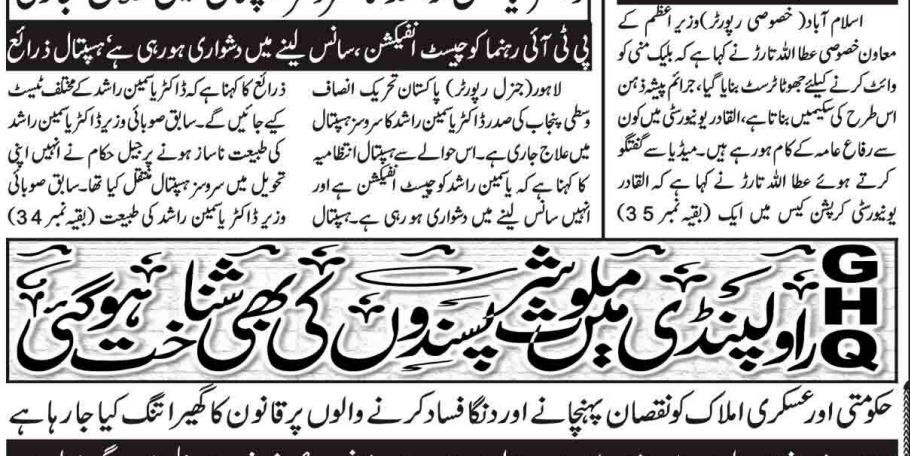 اسلام آباد (خصوصی رپورٹر) وزیر اعظم کے
معاون خصوصی عطا اللہ تارڑ نے کہا ہے کہ بلیک منی کو
وائٹ کرنے کیلئے جھوٹا ٹرسٹ بنایا گیا، جرائم پیشہ ذہن
اس طرح کی سکیمیں بناتا ہے، القادر یونیورسٹی میں کون
سے رفاع عامہ کے کام ہو رہے ہیں۔ میڈیا سے گفتگو
کرتے ہوئے عطا اللہ تارڑ نے کہا ہے کہ القادر
یونیورسٹی کرپشن کیس میں ایک (بقیہ نمبر 35)
پی ٹی آئی رہنما کو چیسٹ انفیکشن، سانس لینے میں دشواری ہو رہی ہے، ہسپتال ذرائع
لاہور (جنرل رپورٹر) پاکستان تحریک انصاف
وسطی پنجاب کی صدر ڈاکٹر یاسمین راشد کا سروسز ہسپتال
میں علاج جاری ہے۔ اس حوالے سے ہسپتال انتظامیہ
کا کہنا ہے کہ یاسمین راشد کو چیسٹ انفیکشن ہے اور
انہیں سانس لینے میں دشواری ہو رہی ہے۔ ہسپتال
ذرائع کا کہنا ہے کہ ڈاکٹر یاسمین راشد کے مختلف ٹیسٹ
کیے جائیں گے۔ سابق صوبائی وزیر ڈاکٹر یاسمین راشد
کی طبیعت ناساز ہونے پر جیل حکام نے انہیں اپنی
تحویل میں سروسز ہسپتال منتقل کیا تھا۔ سابق صوبائی
وزیر ڈاکٹر یاسمین راشد کی طبیعت (بقیہ نمبر 34)
GHQ راولپنڈی میں ملوث شرپسندوں کی بھی شناخت ہوگئی
حکومتی اور عسکری املاک کو نقصان پہنچانے اور دنگا فساد کرنے والوں پر قانون کا گھیرا تنگ کیا جا رہا ہے